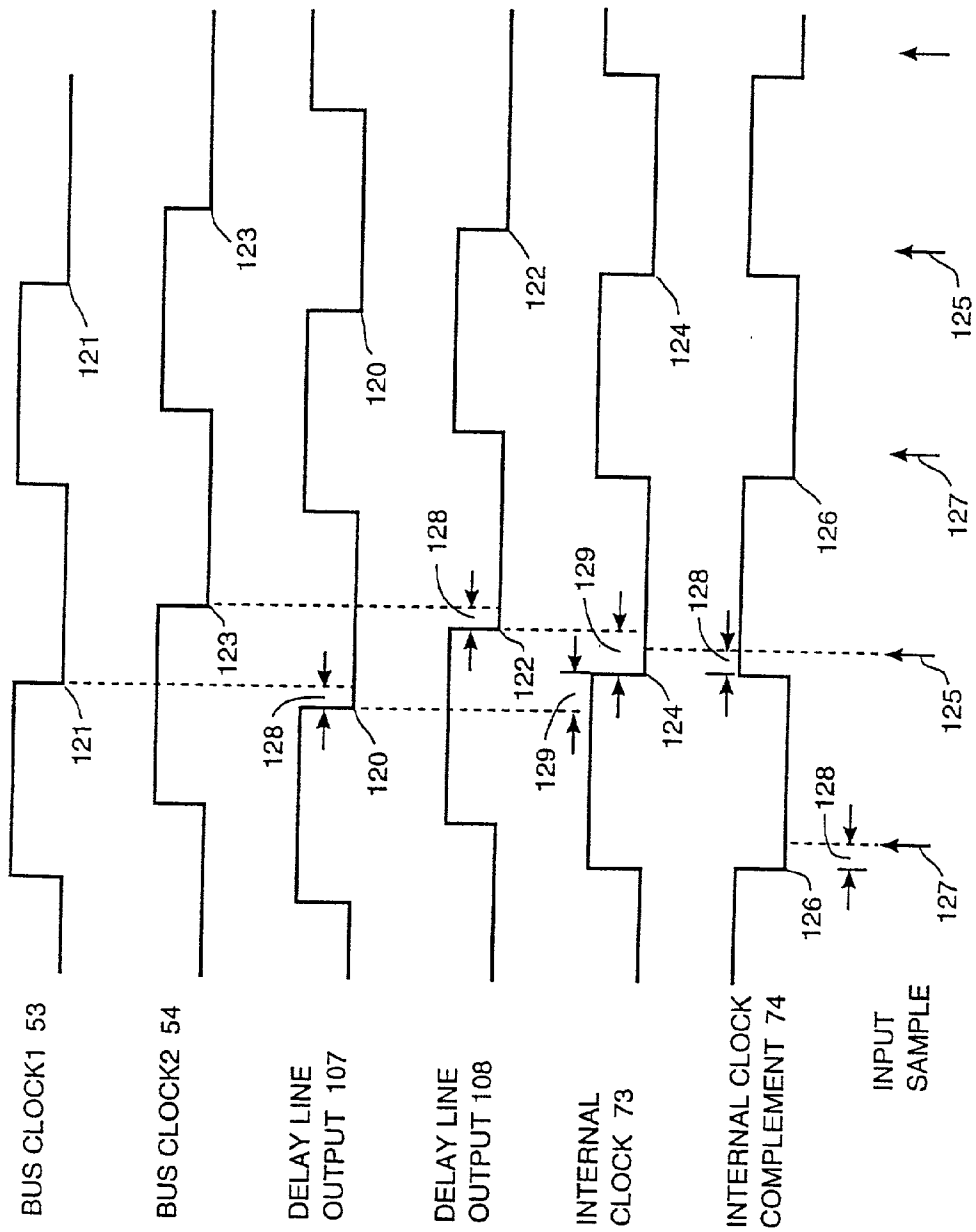 BUS CLOCK1 53
121
121
BUS CLOCK2 54
123
123
DELAY LINE
OUTPUT 107
128
120
120
DELAY LINE
OUTPUT 108
128
122
122
INTERNAL
CLOCK 73
129
129
124
124
INTERNAL CLOCK
COMPLEMENT 74
128
126
126
128
INPUT
SAMPLE
127
125
127
125